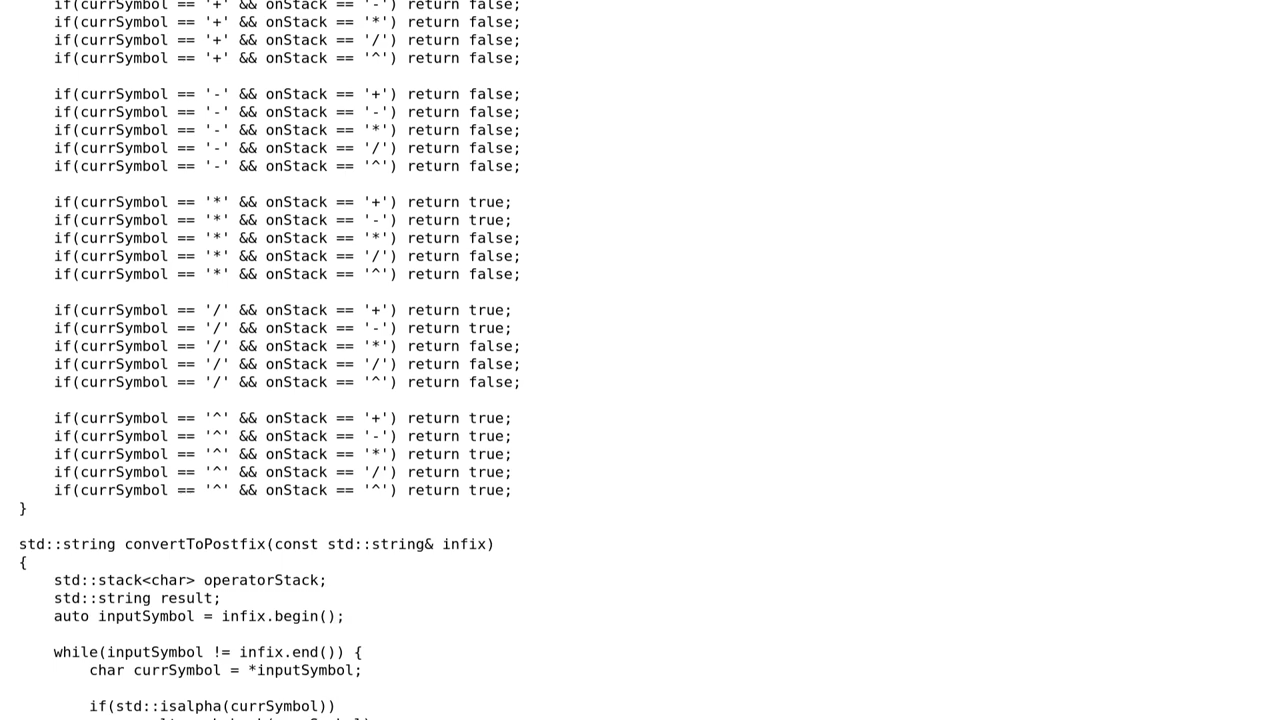 if(currSymbol == '+' && onStack == '-') return false;
if(currSymbol == '+' && onStack == '*') return false;
if(currSymbol == '+' && onStack == '/') return false;
if(currSymbol == '+' && onStack == '^') return false;
if(currSymbol == '-' && onStack == '+') return false;
if(currSymbol == '-' && onStack == '-') return false;
if(currSymbol == '-' && onStack == '*') return false;
if(currSymbol == '-' && onStack == '/') return false;
if(currSymbol == '-' && onStack == '^') return false;
if(currSymbol == '*' && onStack == '+') return true;
if(currSymbol == '*' && onStack == '-') return true;
if(currSymbol == '*' && onStack == '*') return false;
if(currSymbol == '*' && onStack == '/') return false;
if(currSymbol == '*' && onStack == '^') return false;
if(currSymbol == '/' && onStack == '+') return true;
if(currSymbol == '/' && onStack == '-') return true;
if(currSymbol == '/' && onStack == '*') return false;
if(currSymbol == '/' && onStack == '/') return false;
if(currSymbol == '/' && onStack == '^') return false;
if(currSymbol == '^' && onStack == '+') return true;
if(currSymbol == '^' && onStack == '-') return true;
if(currSymbol == '^' && onStack == '*') return true;
if(currSymbol == '^' && onStack == '/') return true;
if(currSymbol == '^' && onStack == '^') return true;
}
std::string convertToPostfix(const std::string& infix)
{
std::stack<char> operatorStack;
std::string result;
auto inputSymbol = infix.begin();
while(inputSymbol != infix.end()) {
char currSymbol = *inputSymbol;
if(std::isalpha(currSymbol))